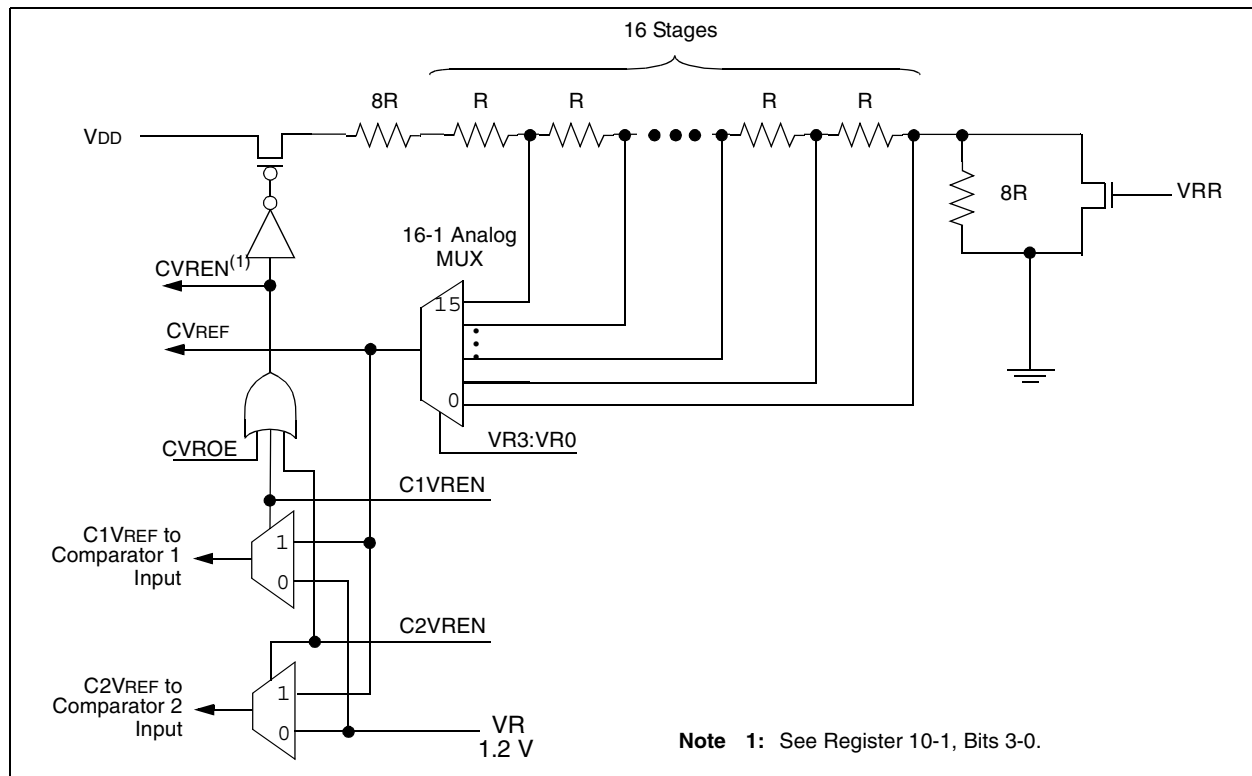 16 Stages
8R
R
R
R
R
VDD
8R
VRR
16-1 Analog
MUX
CVREN(1)
15
CVREF
0
CVROE
VR3:VR0
C1VREN
C1VREF to
Comparator 1
Input
1
0
C2VREN
C2VREF to
Comparator 2
Input
1
0
VR
1.2 V
Note 1: See Register 10-1, Bits 3-0.